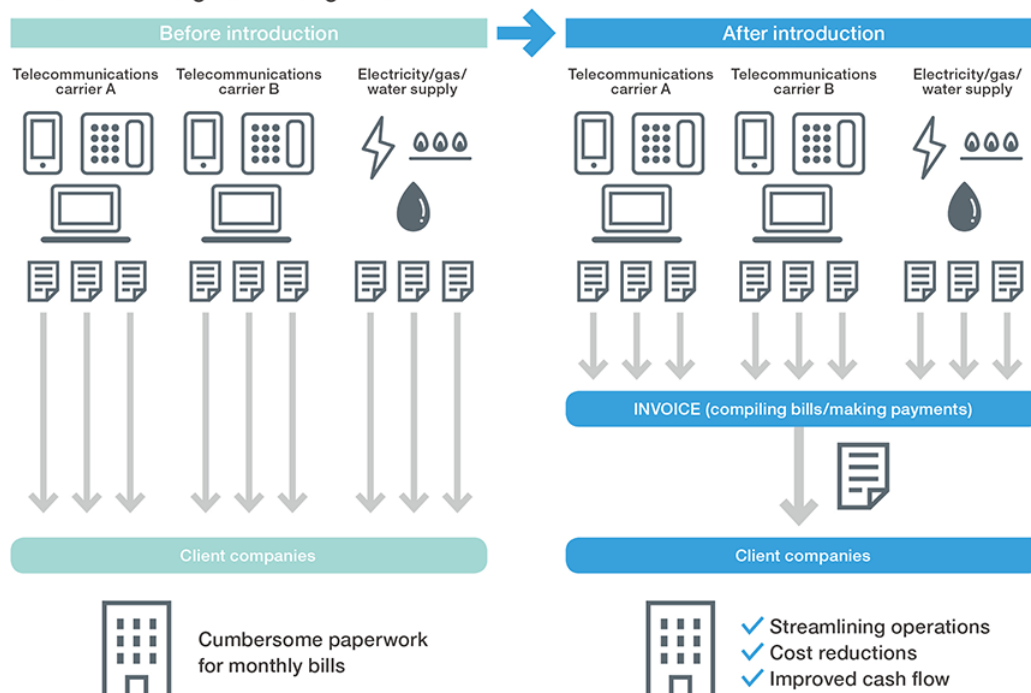 Before introduction
Telecommunications
carrier A
Telecommunications
carrier B
Electricity/gas/
water supply
Client companies
Cumbersome paperwork
for monthly bills
After introduction
Telecommunications
carrier A
Telecommunications
carrier B
Electricity/gas/
water supply
INVOICE (compiling bills/making payments)
Client companies
Streamlining operations
Cost reductions
Improved cash flow